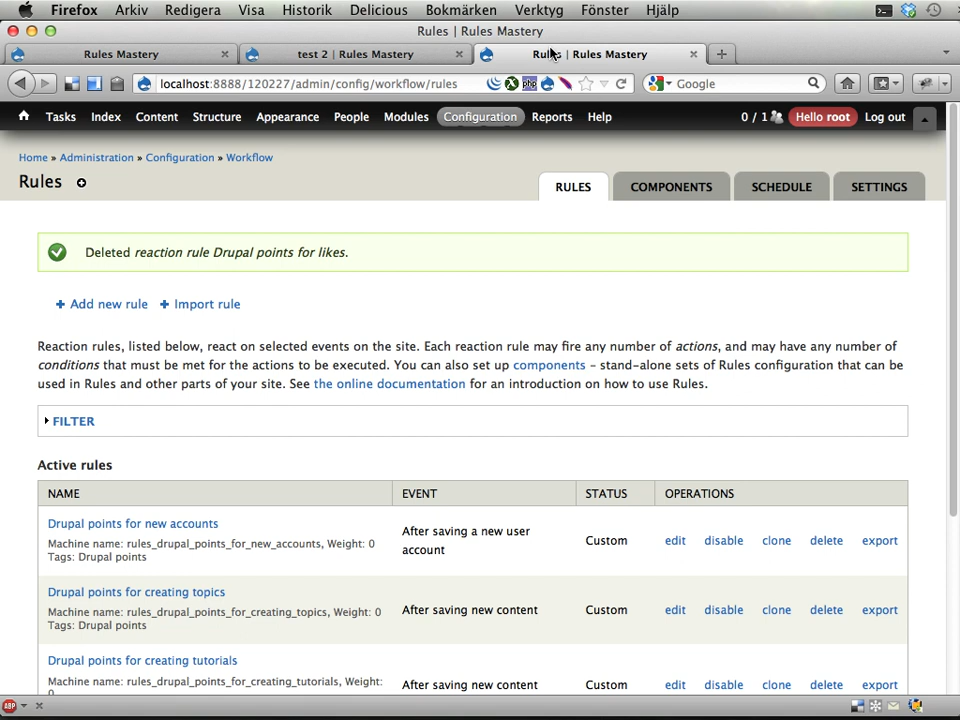 Firefox Arkiv Redigera Visa Historik Delicious Bokmärken Verktyg Fönster Hjälp
Rules | Rules Mastery
Rules Mastery
test 2 | Rules Mastery
Rules | Rules Mastery
localhost:8888/120227/admin/config/workflow/rules
php
Google
Tasks Index Content Structure Appearance People Modules Configuration Reports Help 0 / 1 Hello root Log out
Home » Administration » Configuration » Workflow
Rules
RULES COMPONENTS SCHEDULE SETTINGS
Deleted reaction rule Drupal points for likes.
+ Add new rule + Import rule
Reaction rules, listed below, react on selected events on the site. Each reaction rule may fire any number of actions, and may have any number of
conditions that must be met for the actions to be executed. You can also set up components – stand-alone sets of Rules configuration that can be
used in Rules and other parts of your site. See the online documentation for an introduction on how to use Rules.
FILTER
Active rules
NAME EVENT STATUS OPERATIONS
Drupal points for new accounts
Machine name: rules_drupal_points_for_new_accounts, Weight: 0
Tags: Drupal points
After saving a new user
account
Custom edit disable clone delete export
Drupal points for creating topics
Machine name: rules_drupal_points_for_creating_topics, Weight: 0
Tags: Drupal points
After saving new content Custom edit disable clone delete export
Drupal points for creating tutorials
Machine name: rules_drupal_points_for_creating_tutorials, Weight:
0
After saving new content Custom edit disable clone delete export
ABP